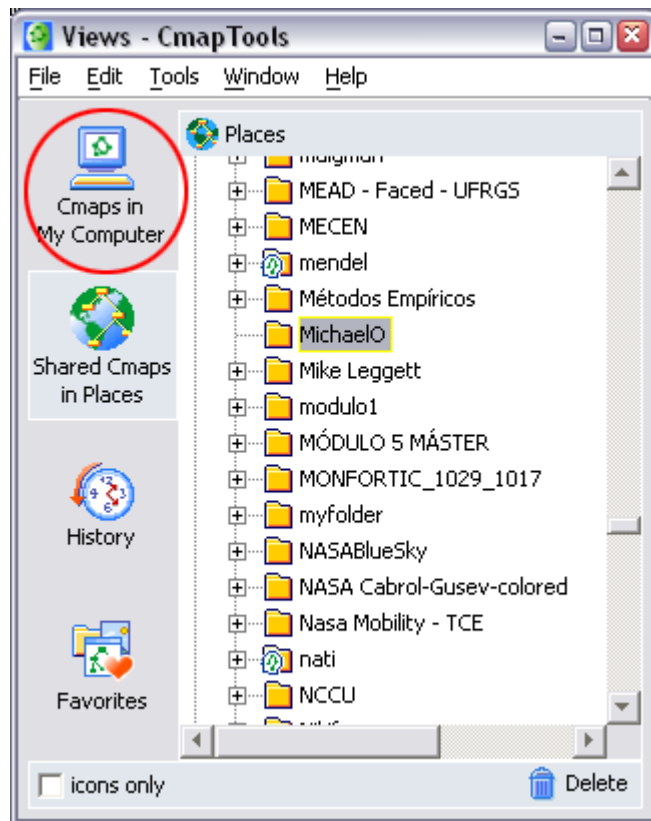 Views - CmapTools
File Edit Tools Window Help
Cmaps in
My Computer
Shared Cmaps
in Places
History
Favorites
Places
MEAD - Faced - UFRGS
MECEN
mendel
Métodos Empíricos
MichaelO
Mike Leggett
modulo1
MÓDULO 5 MÁSTER
MONFORTIC_1029_1017
myfolder
NASABlueSky
NASA Cabrol-Gusev-colored
Nasa Mobility - TCE
nati
NCCU
icons only
Delete